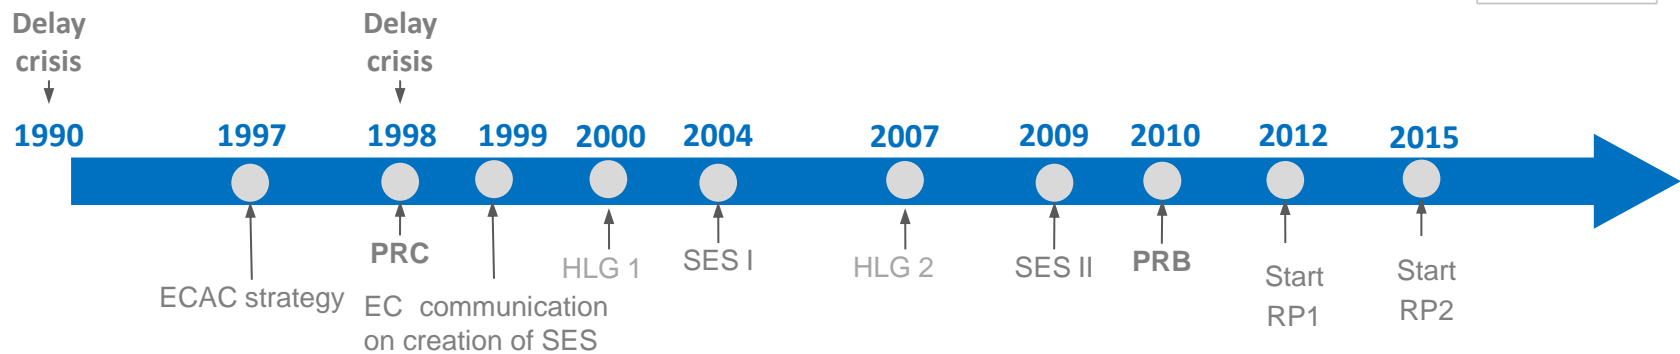 Delay
crisis
Delay
crisis
1990
1997
1998
1999
2000
2004
2007
2009
2010
2012
2015
PRC
HLG 1
SES I
HLG 2
SES II
PRB
Start
RP1
Start
RP2
ECAC strategy
EC communication
on creation of SES